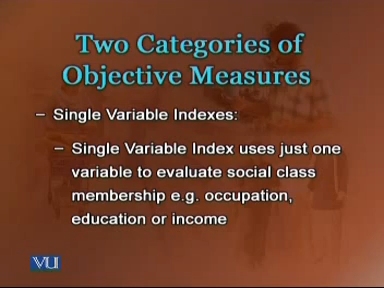 Two Categories of
Objective Measures
– Single Variable Indexes:
– Single Variable Index uses just one
variable to evaluate social class
membership e.g. occupation,
education or income
VU